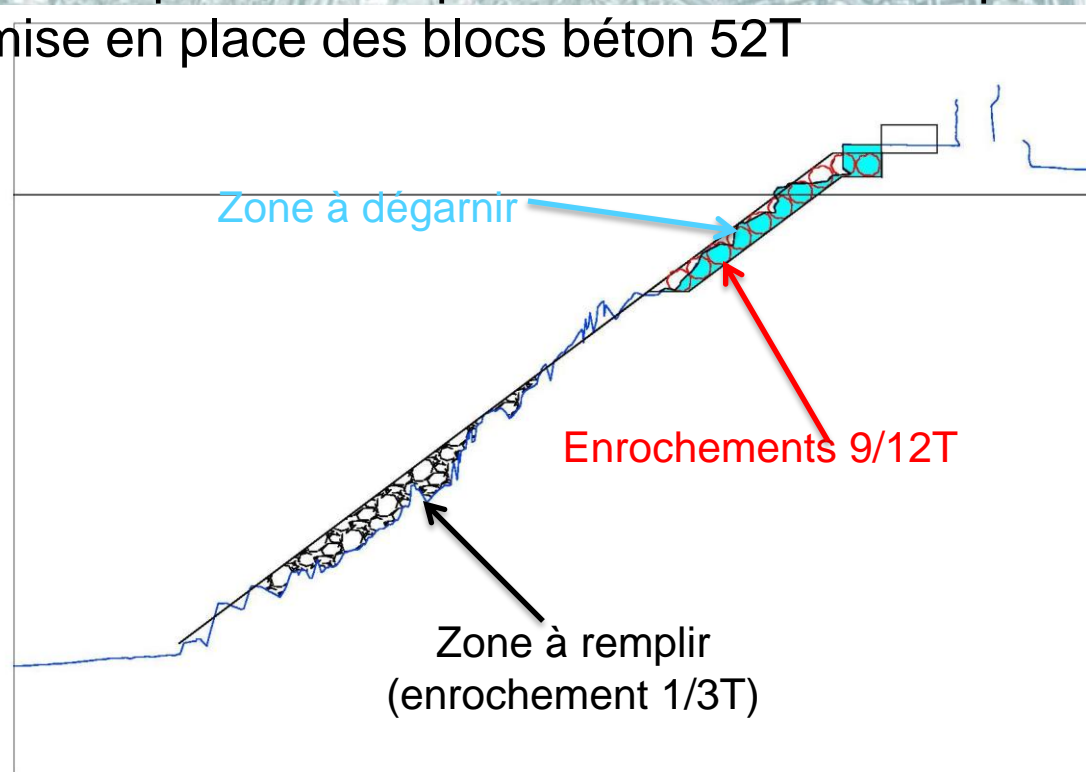 mise en place des blocs béton 52T
Zone à dégarnir
Enrochements 9/12T
Zone à remplir
(enrochement 1/3T)